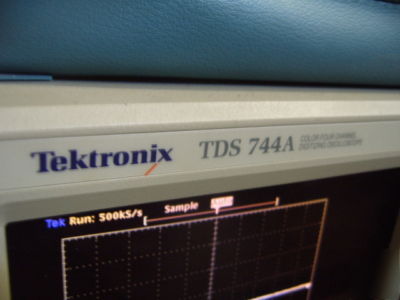 Tektronix TDS 744A
COLOR FOUR CHANNEL
DIGITIZING OSCILLOSCOPE
Tek Run: 500kS/s Sample